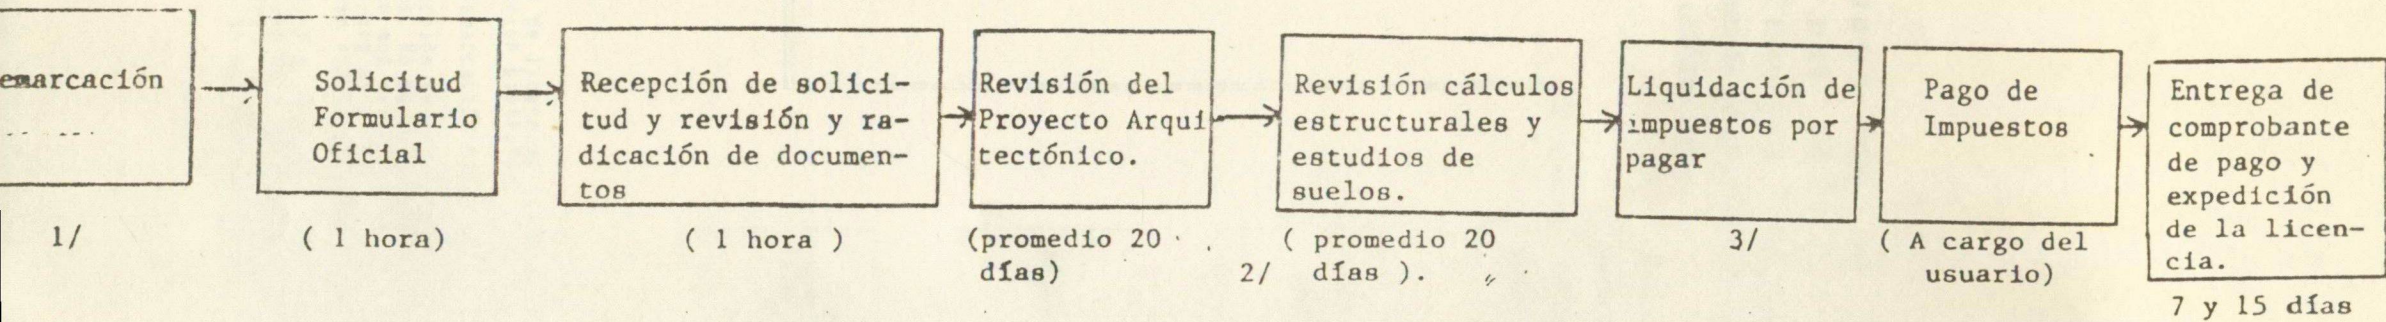 emarcación
1/
Solicitud
Formulario
Oficial
( 1 hora)
Recepción de solici-
tud y revisión y ra-
dicación de documen-
tos
( 1 hora )
Revisión del
Proyecto Arqui
tectónico.
(promedio 20
días)
Revisión cálculos
estructurales y
estudios de
suelos.
( promedio 20
2/ días ).
Liquidación de
impuestos por
pagar
3/
Pago de
Impuestos
( A cargo del
usuario)
Entrega de
comprobante
de pago y
expedición
de la licen-
cia.
7 y 15 días